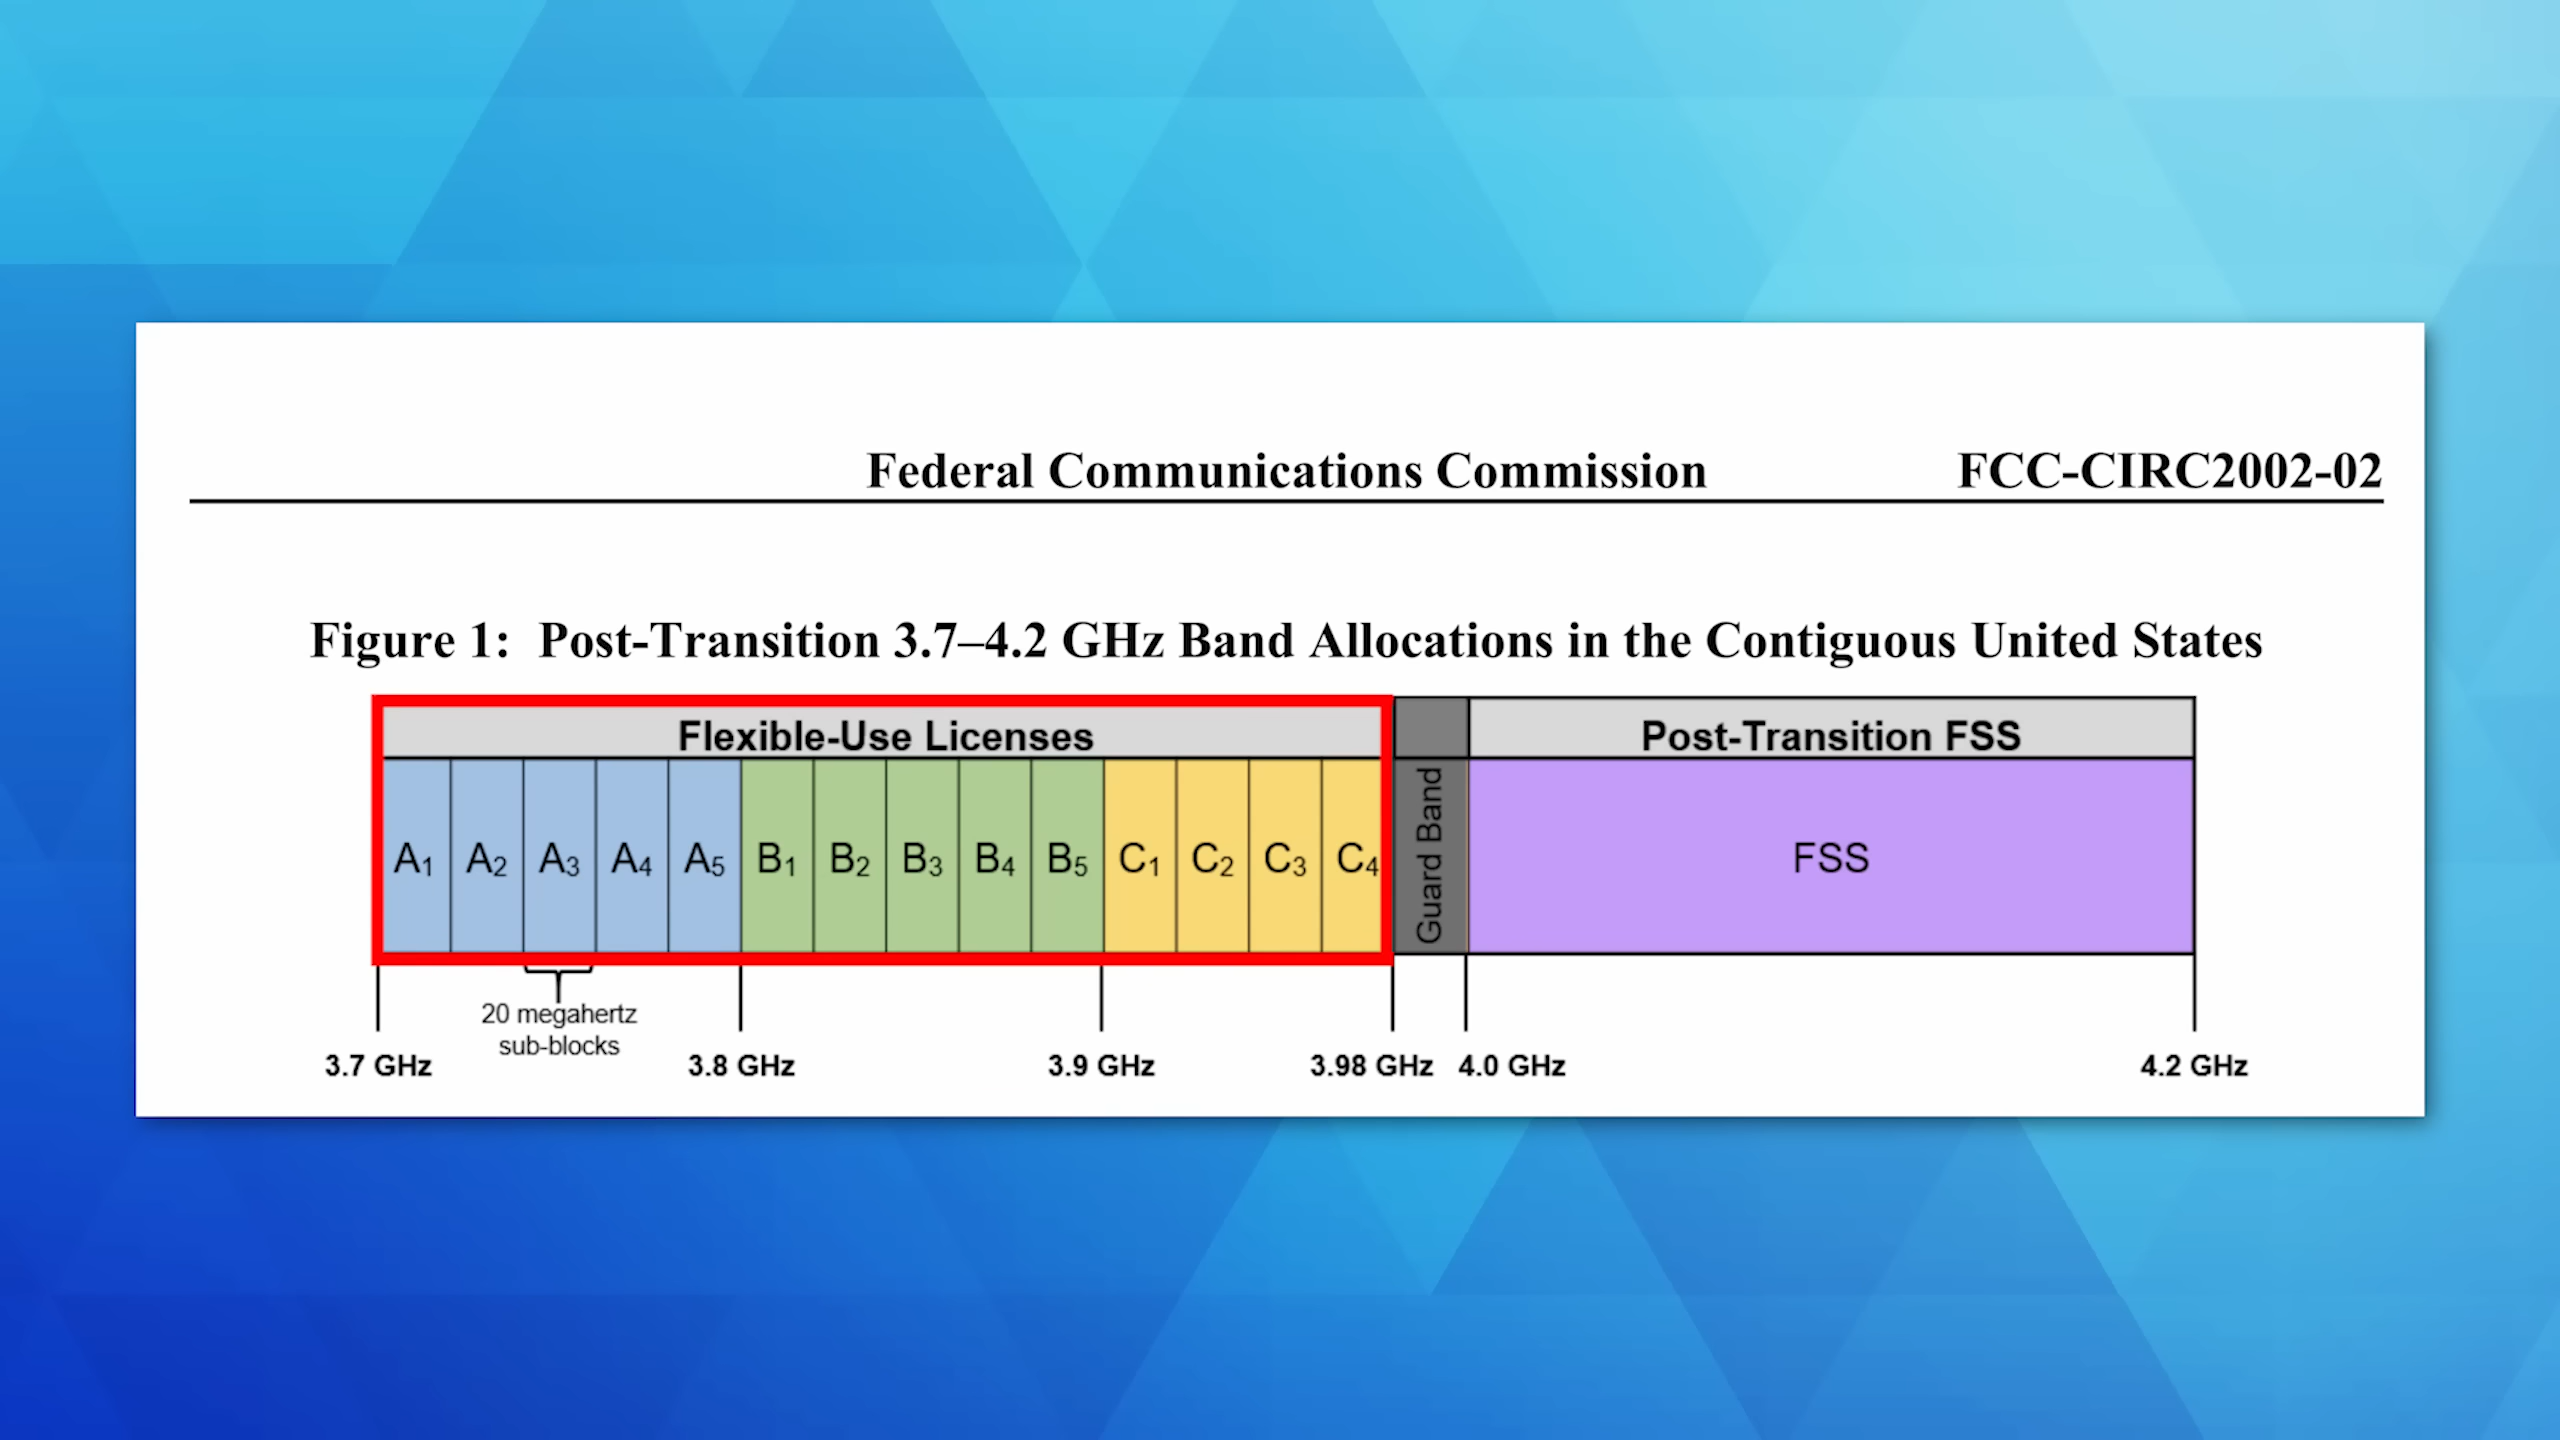 Federal Communications Commission FCC-CIRC2002-02
Figure 1: Post-Transition 3.7–4.2 GHz Band Allocations in the Contiguous United States
Flexible-Use Licenses Post-Transition FSS
A1 A2 A3 A4 A5 B1 B2 B3 B4 B5 C1 C2 C3 C4 Guard Band FSS
20 megahertz
sub-blocks
3.7 GHz 3.8 GHz 3.9 GHz 3.98 GHz 4.0 GHz 4.2 GHz